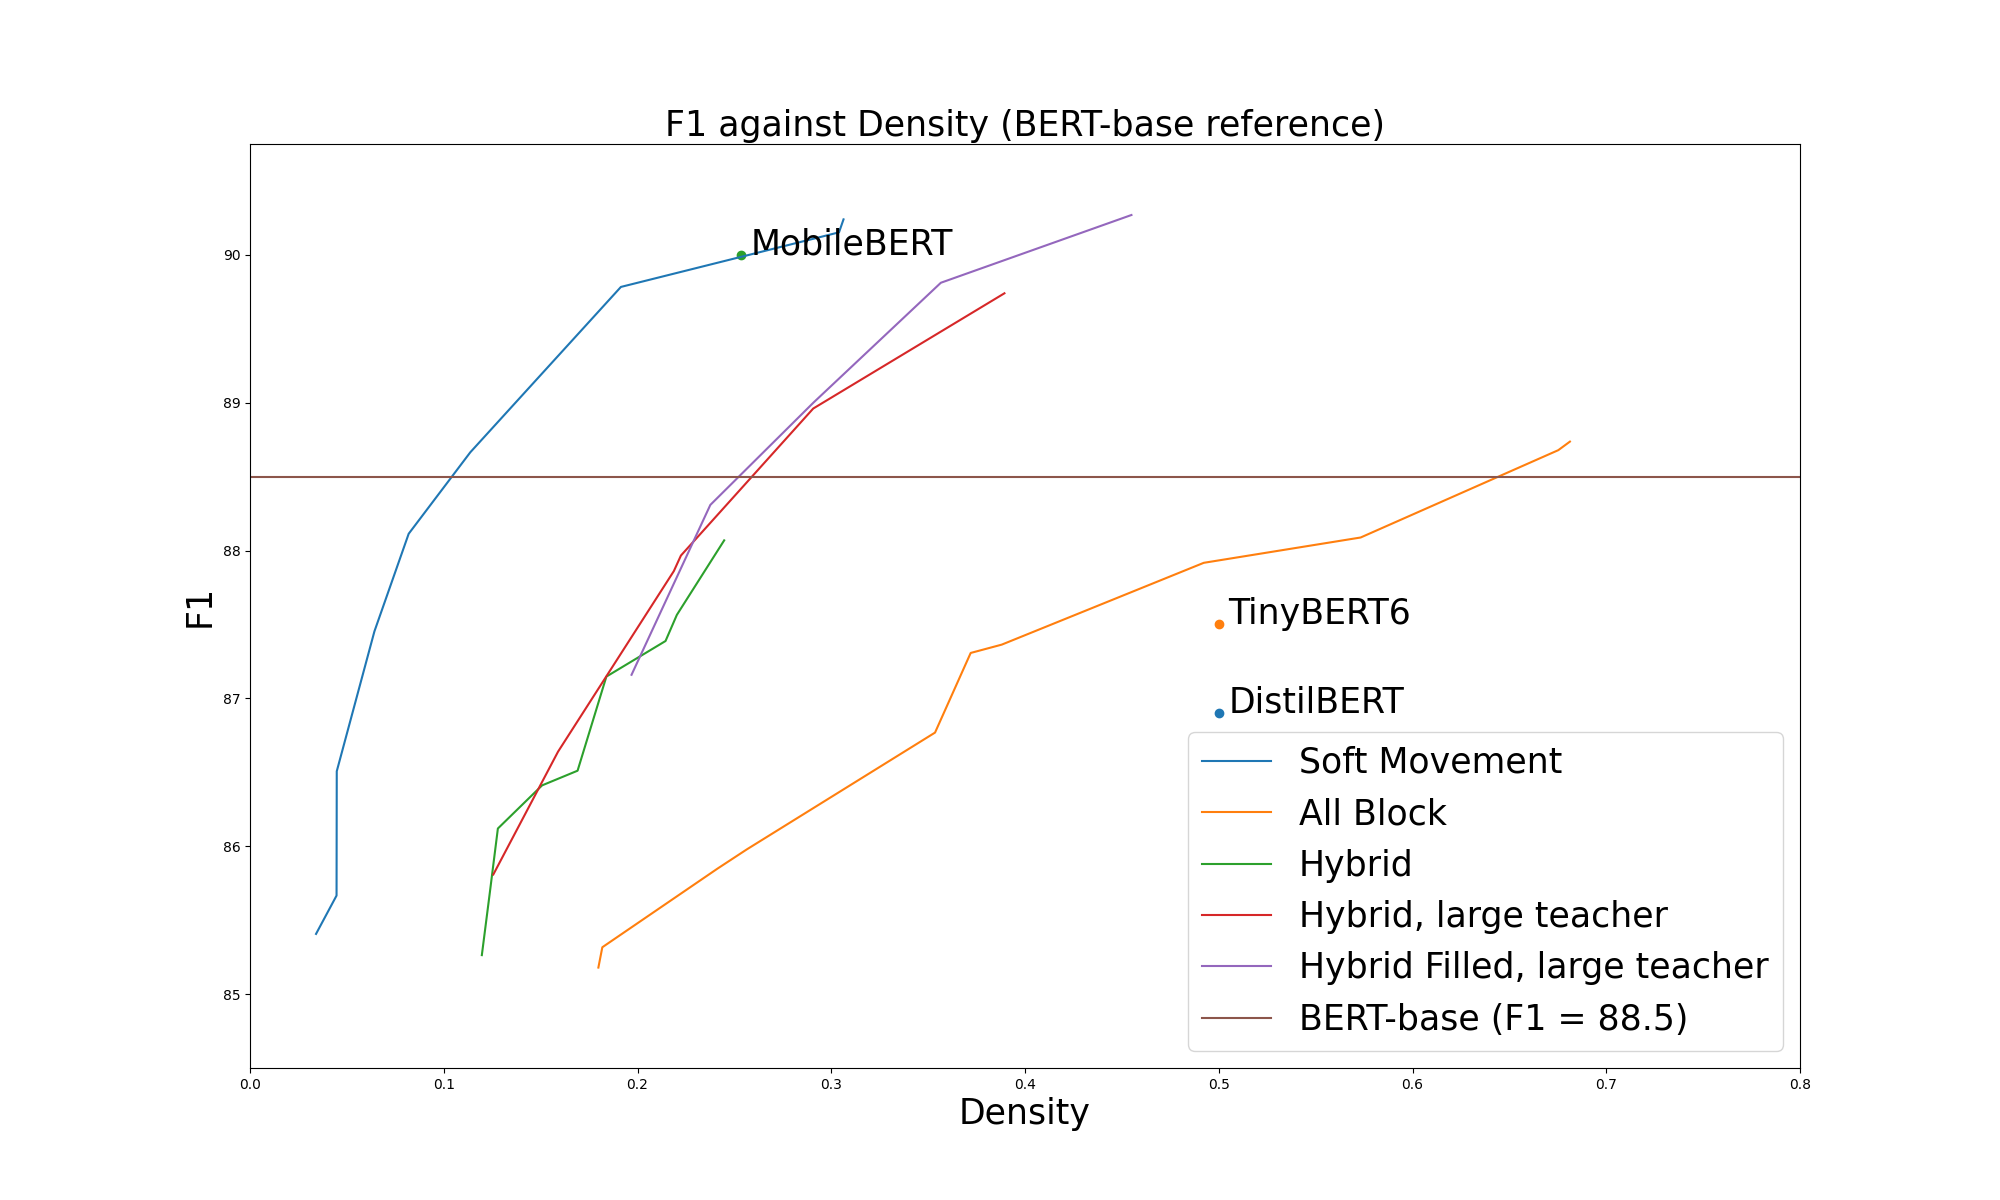 F1 against Density (BERT-base reference)
90
89
88
87
86
85
F1
MobileBERT
TinyBERT6
DistilBERT
Soft Movement
All Block
Hybrid
Hybrid, large teacher
Hybrid Filled, large teacher
BERT-base (F1 = 88.5)
0.0 0.1 0.2 0.3 0.4 0.5 0.6 0.7 0.8
Density